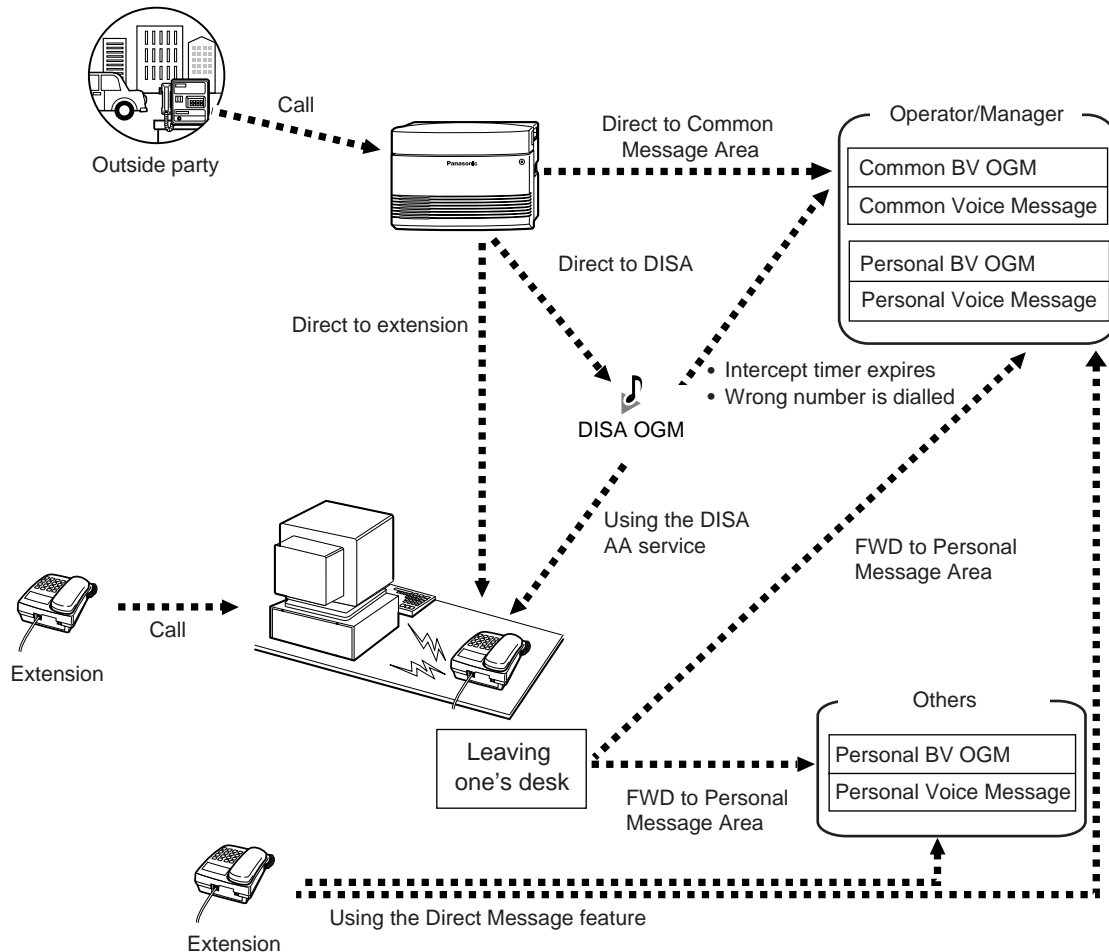 Call
Outside party
Panasonic
Direct to Common
Message Area
Operator/Manager
Common BV OGM
Common Voice Message
Personal BV OGM
Personal Voice Message
Direct to DISA
Direct to extension
• Intercept timer expires
• Wrong number is dialled
DISA OGM
Using the DISA
AA service
FWD to Personal
Message Area
Call
Extension
Leaving
one's desk
FWD to Personal
Message Area
Others
Personal BV OGM
Personal Voice Message
Using the Direct Message feature
Extension